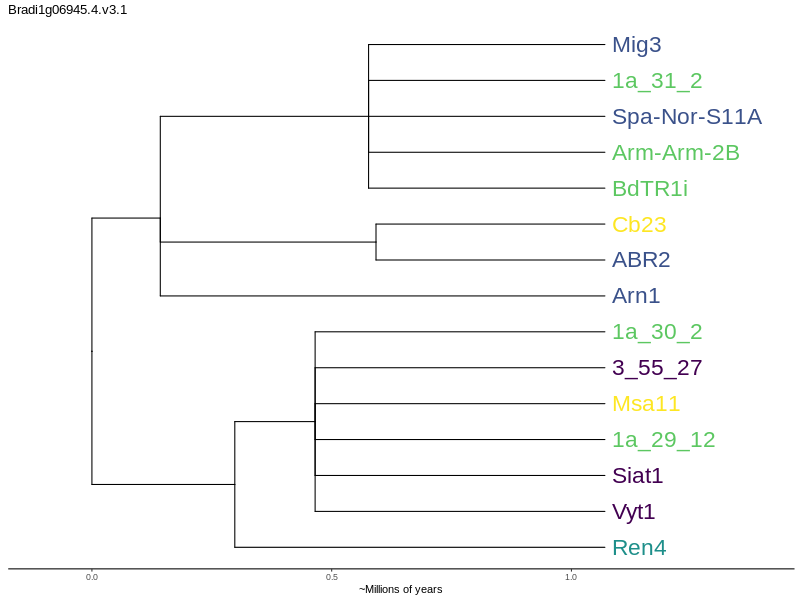 Bradi1g06945.4.v3.1
Mig3
1a_31_2
Spa-Nor-S11A
Arm-Arm-2B
BdTR1i
Cb23
ABR2
Arn1
1a_30_2
3_55_27
Msa11
1a_29_12
Siat1
Vyt1
Ren4
0.0 0.5 1.0
~Millions of years